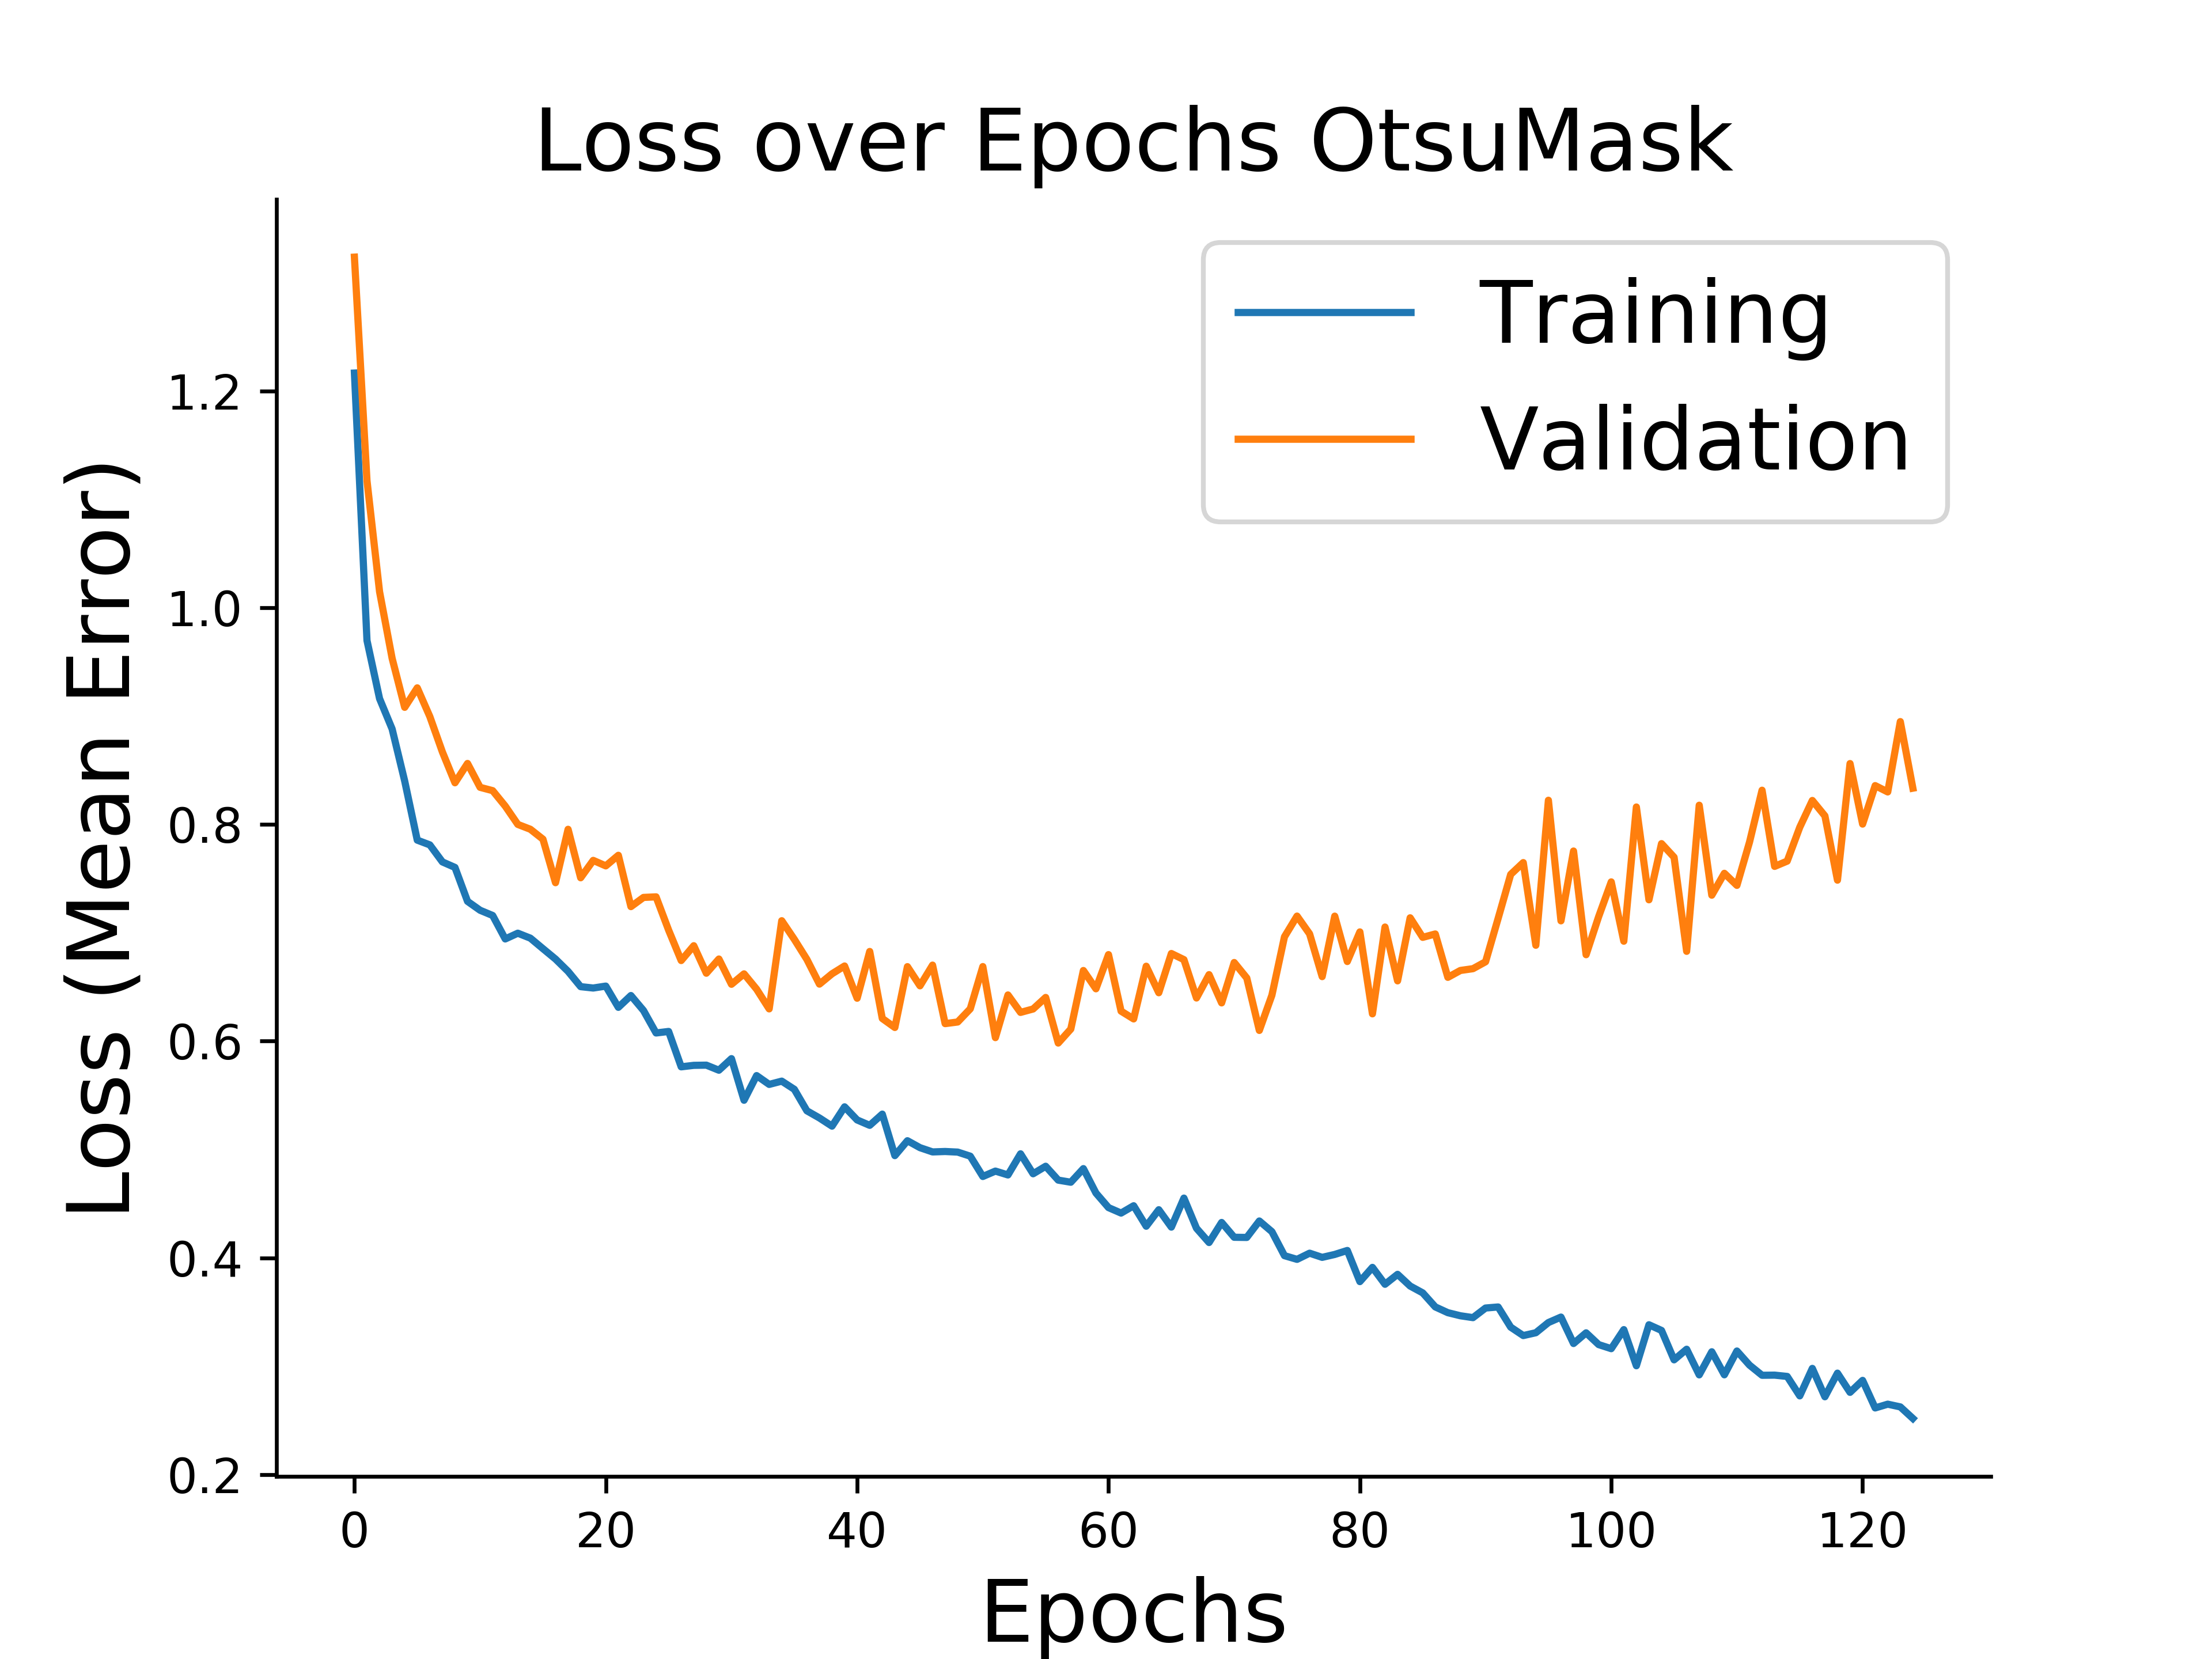 Loss over Epochs OtsuMask
Training
Validation
Loss (Mean Error)
1.2
1.0
0.8
0.6
0.4
0.2
0 20 40 60 80 100 120
Epochs